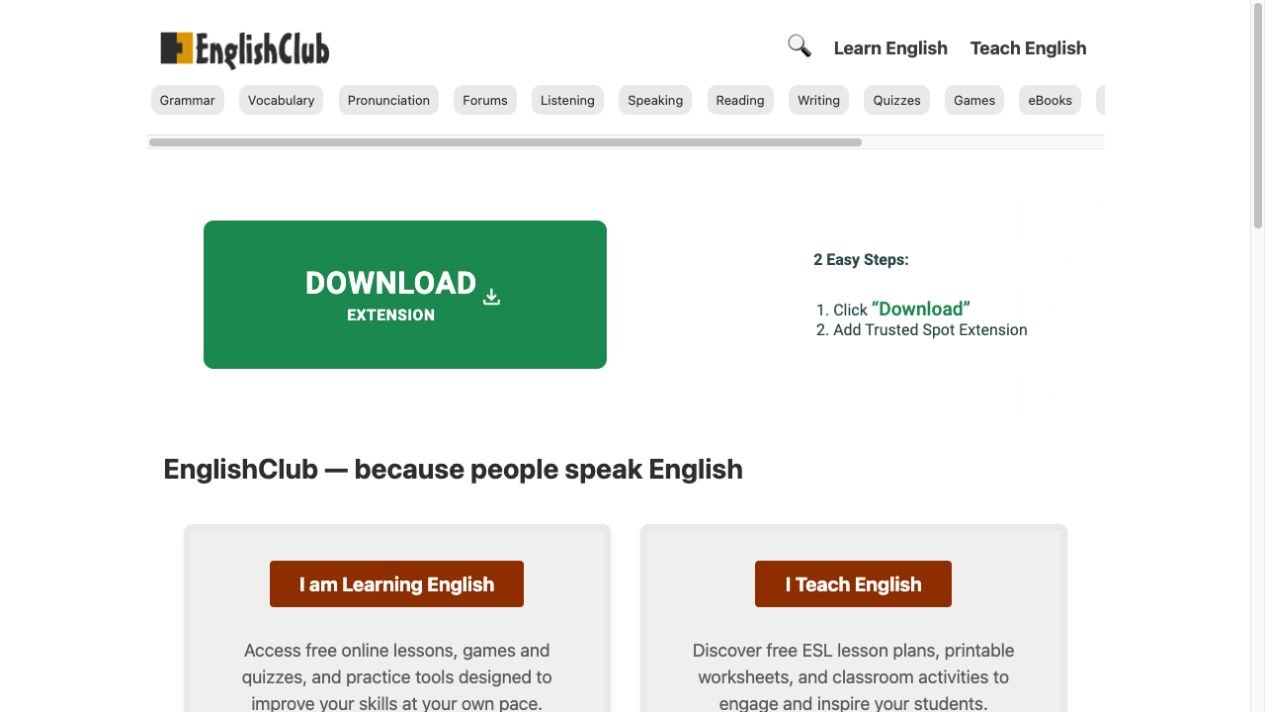 EnglishClub
Learn English
Teach English
Grammar
Vocabulary
Pronunciation
Forums
Listening
Speaking
Reading
Writing
Quizzes
Games
eBooks
DOWNLOAD
EXTENSION
2 Easy Steps:
1. Click “Download”
2. Add Trusted Spot Extension
EnglishClub — because people speak English
I am Learning English
Access free online lessons, games and
quizzes, and practice tools designed to
improve your skills at your own pace.
I Teach English
Discover free ESL lesson plans, printable
worksheets, and classroom activities to
engage and inspire your students.